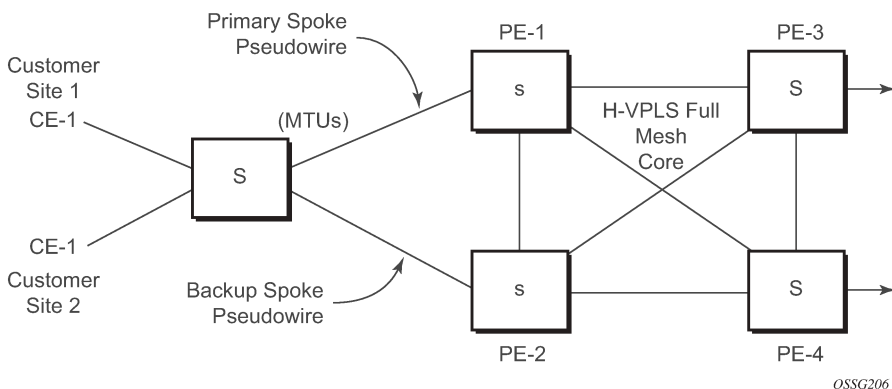 Primary Spoke
Pseudowire
PE-1
PE-3
Customer
Site 1
CE-1
(MTUs)
s
S
H-VPLS Full
Mesh
Core
S
CE-1
Customer
Site 2
Backup Spoke
Pseudowire
s
S
PE-2
PE-4
OSSG206